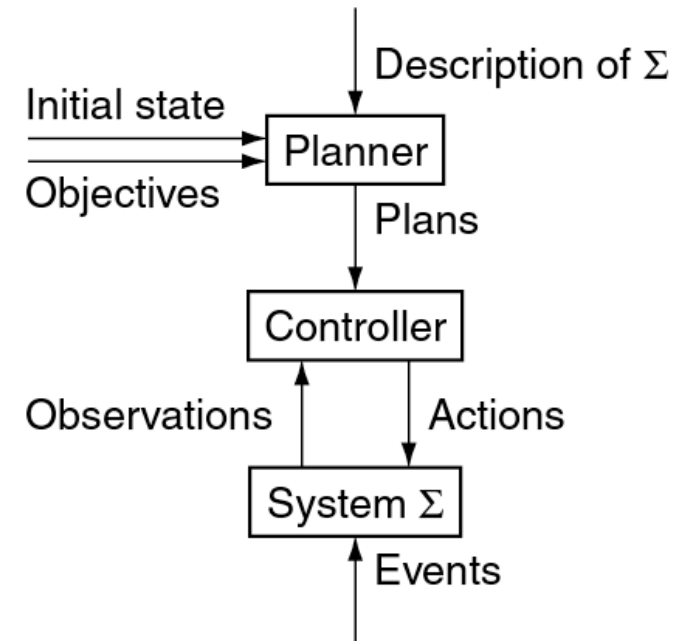 Description of Σ
Initial state
Planner
Objectives
Plans
Controller
Observations
Actions
System Σ
Events